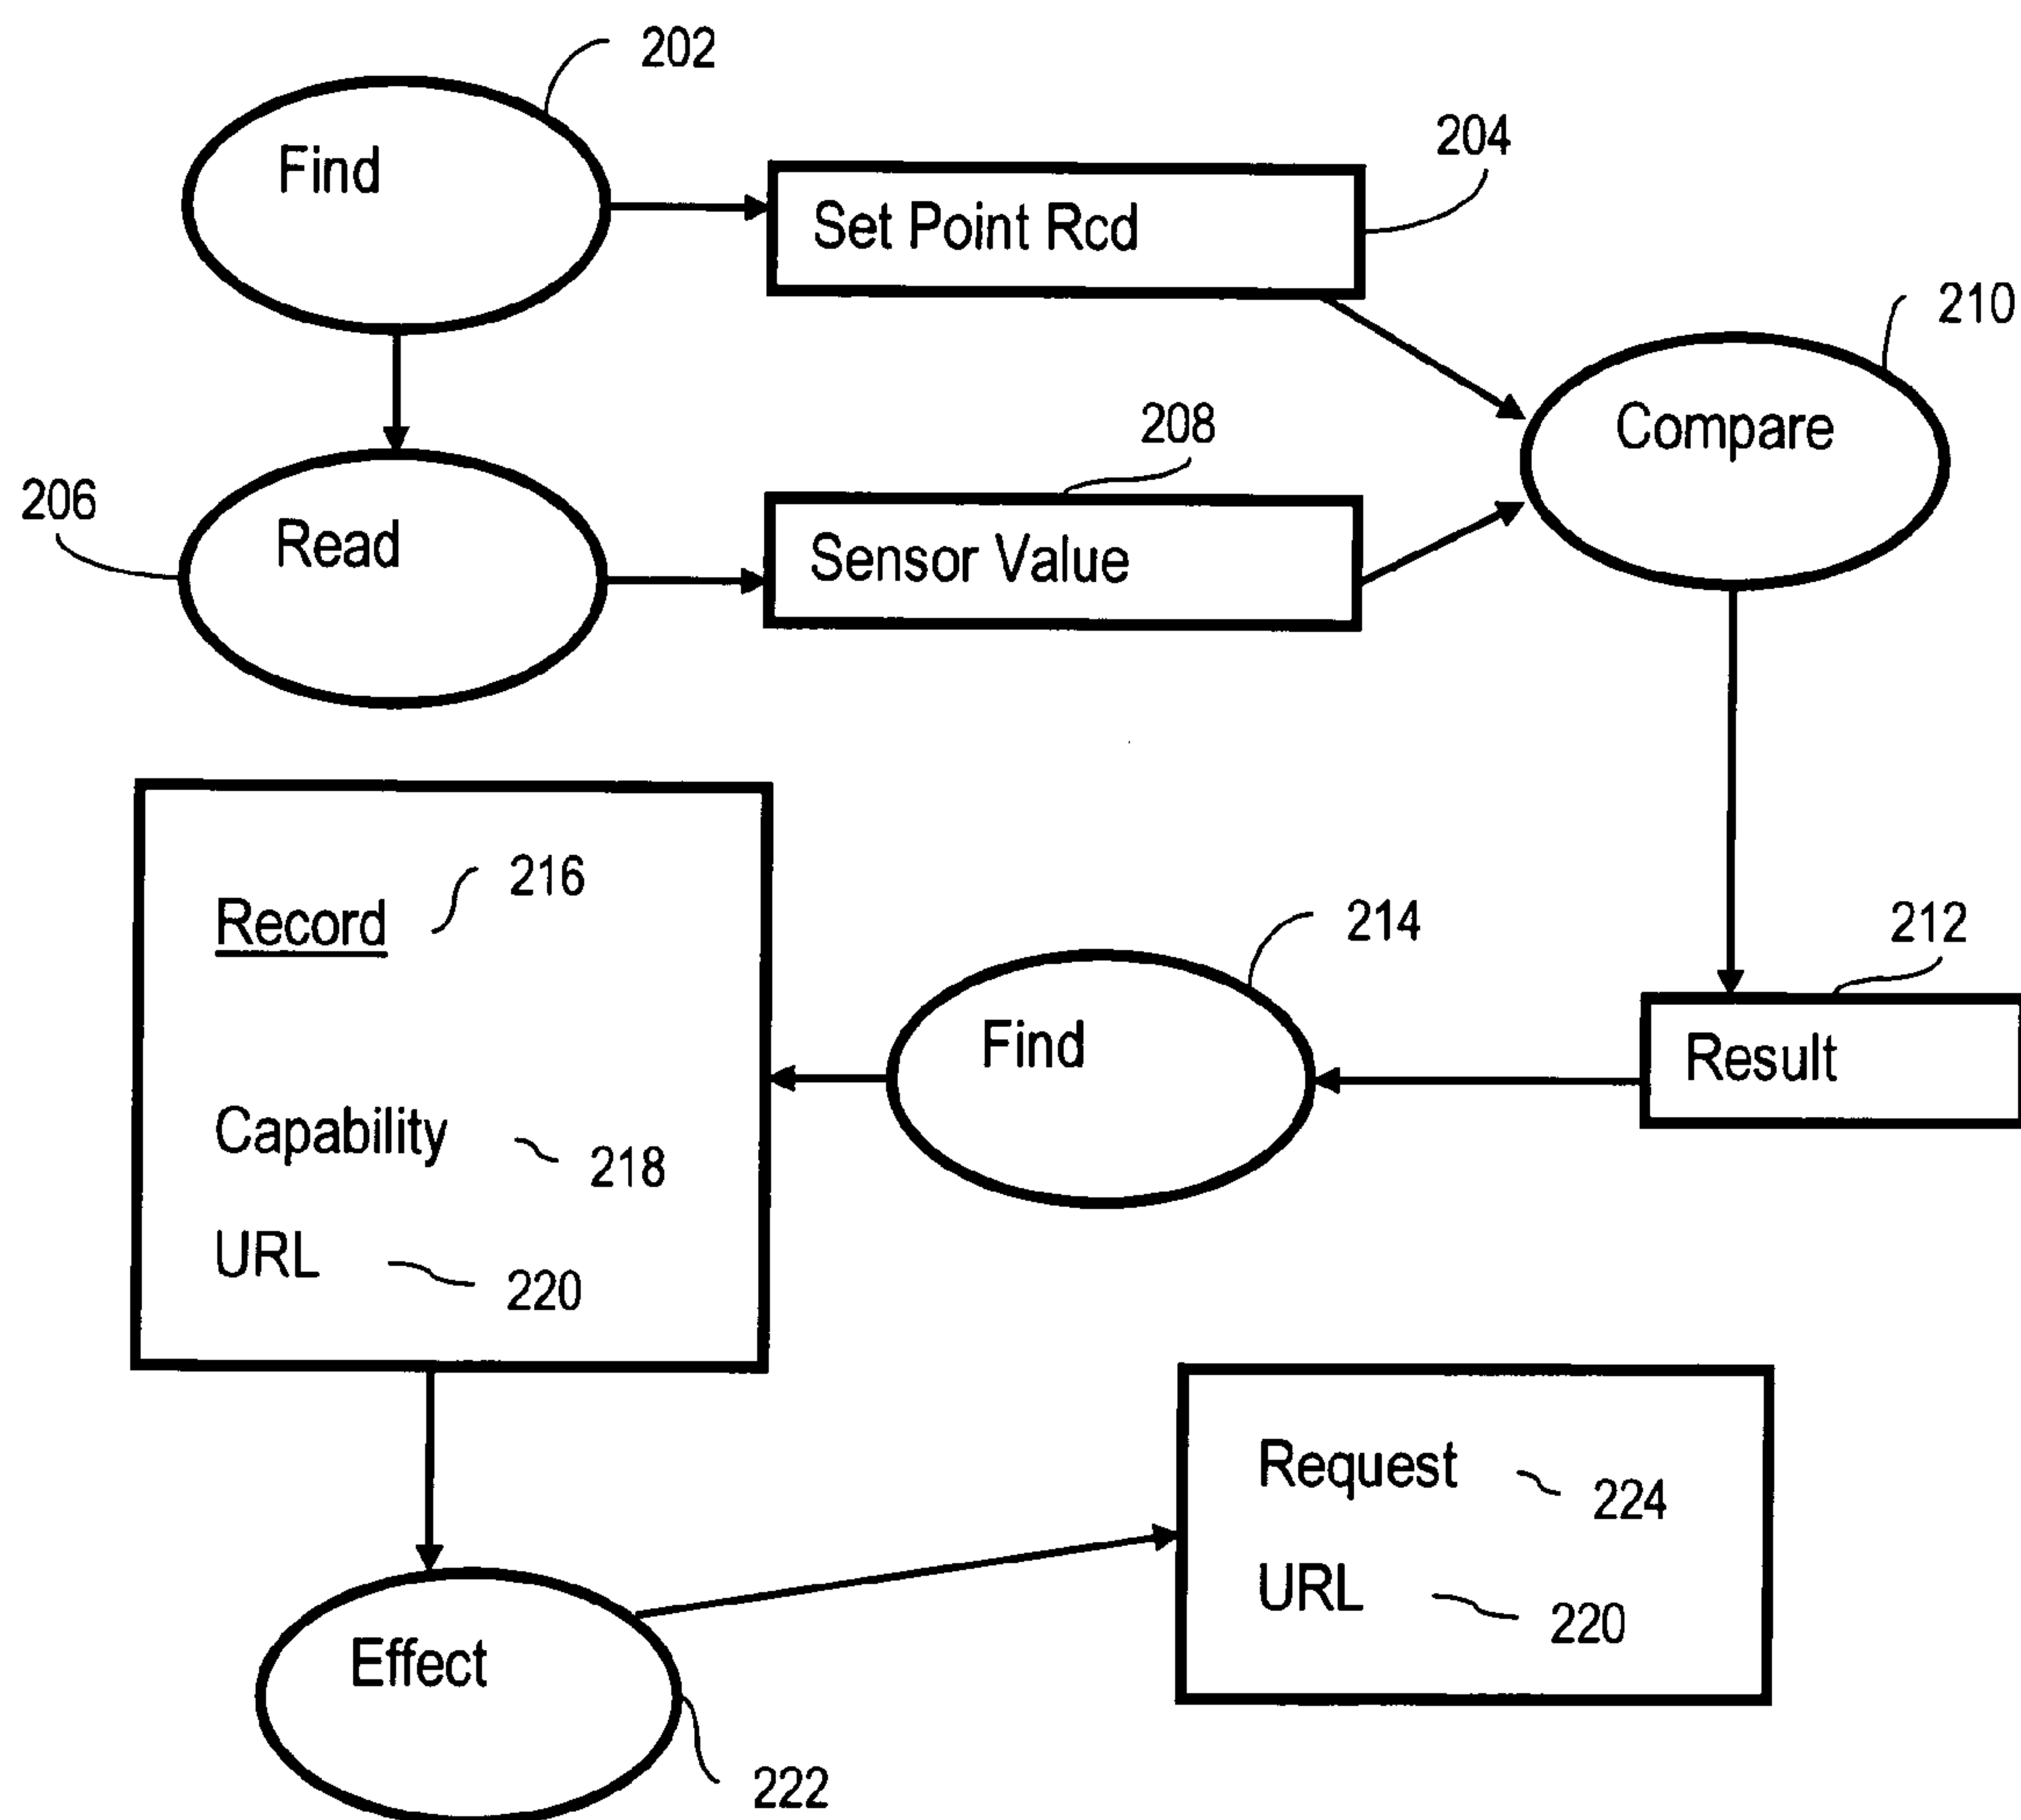 202
Find
204
Set Point Rcd
210
Compare
208
206
Read
Sensor Value
216
Record
214
212
Find
Result
Capability
218
URL
220
Request
224
URL
220
Effect
222